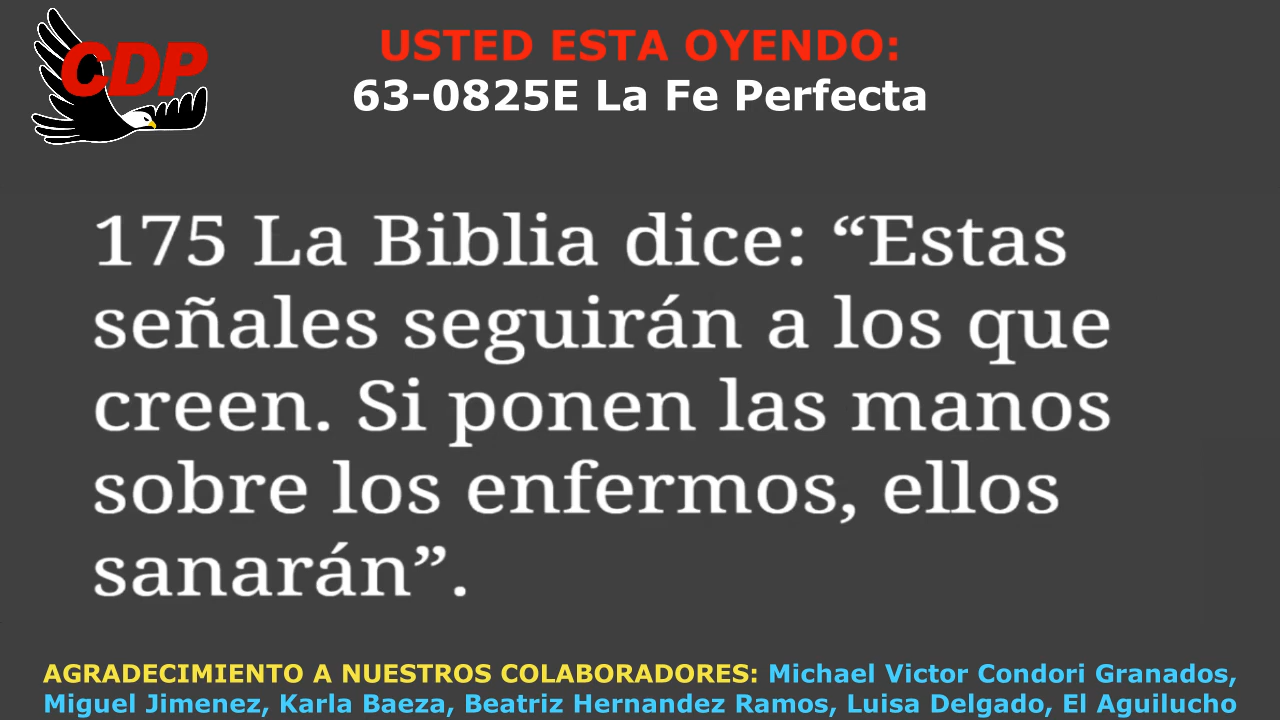 CDP
USTED ESTA OYENDO:
63-0825E La Fe Perfecta
175 La Biblia dice: “Estas
señales seguirán a los que
creen. Si ponen las manos
sobre los enfermos, ellos
sanarán”.
AGRADECIMIENTO A NUESTROS COLABORADORES: Michael Victor Condori Granados,
Miguel Jimenez, Karla Baeza, Beatriz Hernandez Ramos, Luisa Delgado, El Aguilucho